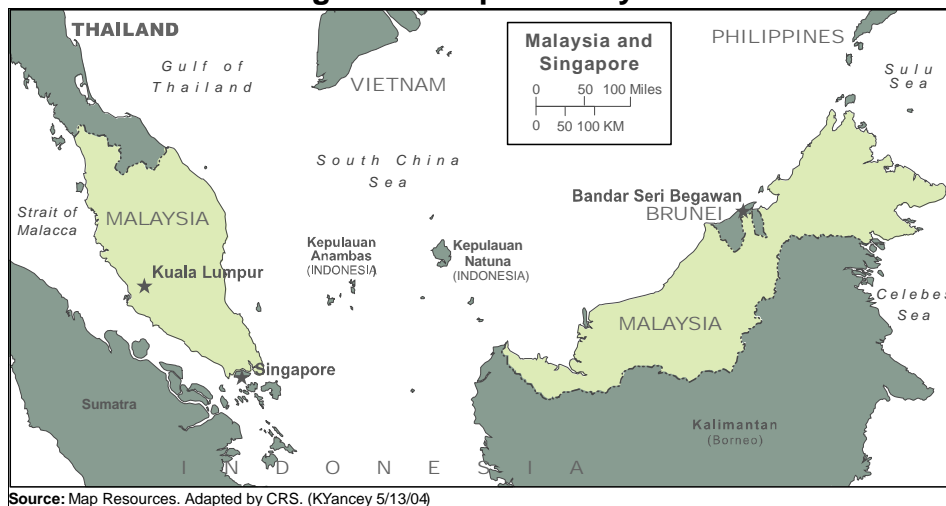 THAILAND
Gulf of
Thailand
VIETNAM
Malaysia and
Singapore
0 50 100 Miles
0 50 100 KM
PHILIPPINES
Sulu
Sea
South China
Sea
Strait of
Malacca
MALAYSIA
Kuala Lumpur
Kepulauan
Anambas
(INDONESIA)
Kepulauan
Natuna
(INDONESIA)
Bandar Seri Begawan
BRUNEI
MALAYSIA
Celebes
Sea
Singapore
Sumatra
Kalimantan
(Borneo)
INDONESIA
Source: Map Resources. Adapted by CRS. (KYancey 5/13/04)